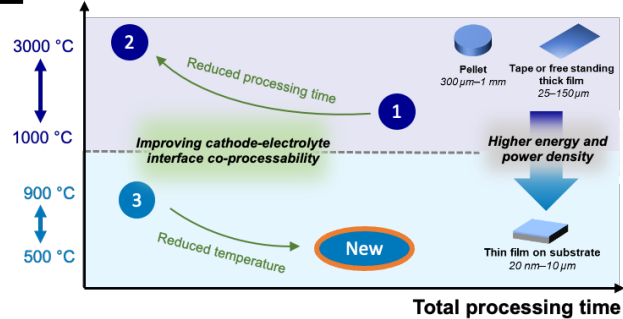 3000 °C
1000 °C
900 °C
500 °C
2
Reduced processing time
1
Pellet
300 µm–1 mm
Tape or free standing
thick film
25–150 µm
Improving cathode-electrolyte
interface co-processability
Higher energy and
power density
3
Reduced temperature
New
Thin film on substrate
20 nm–10 µm
Total processing time